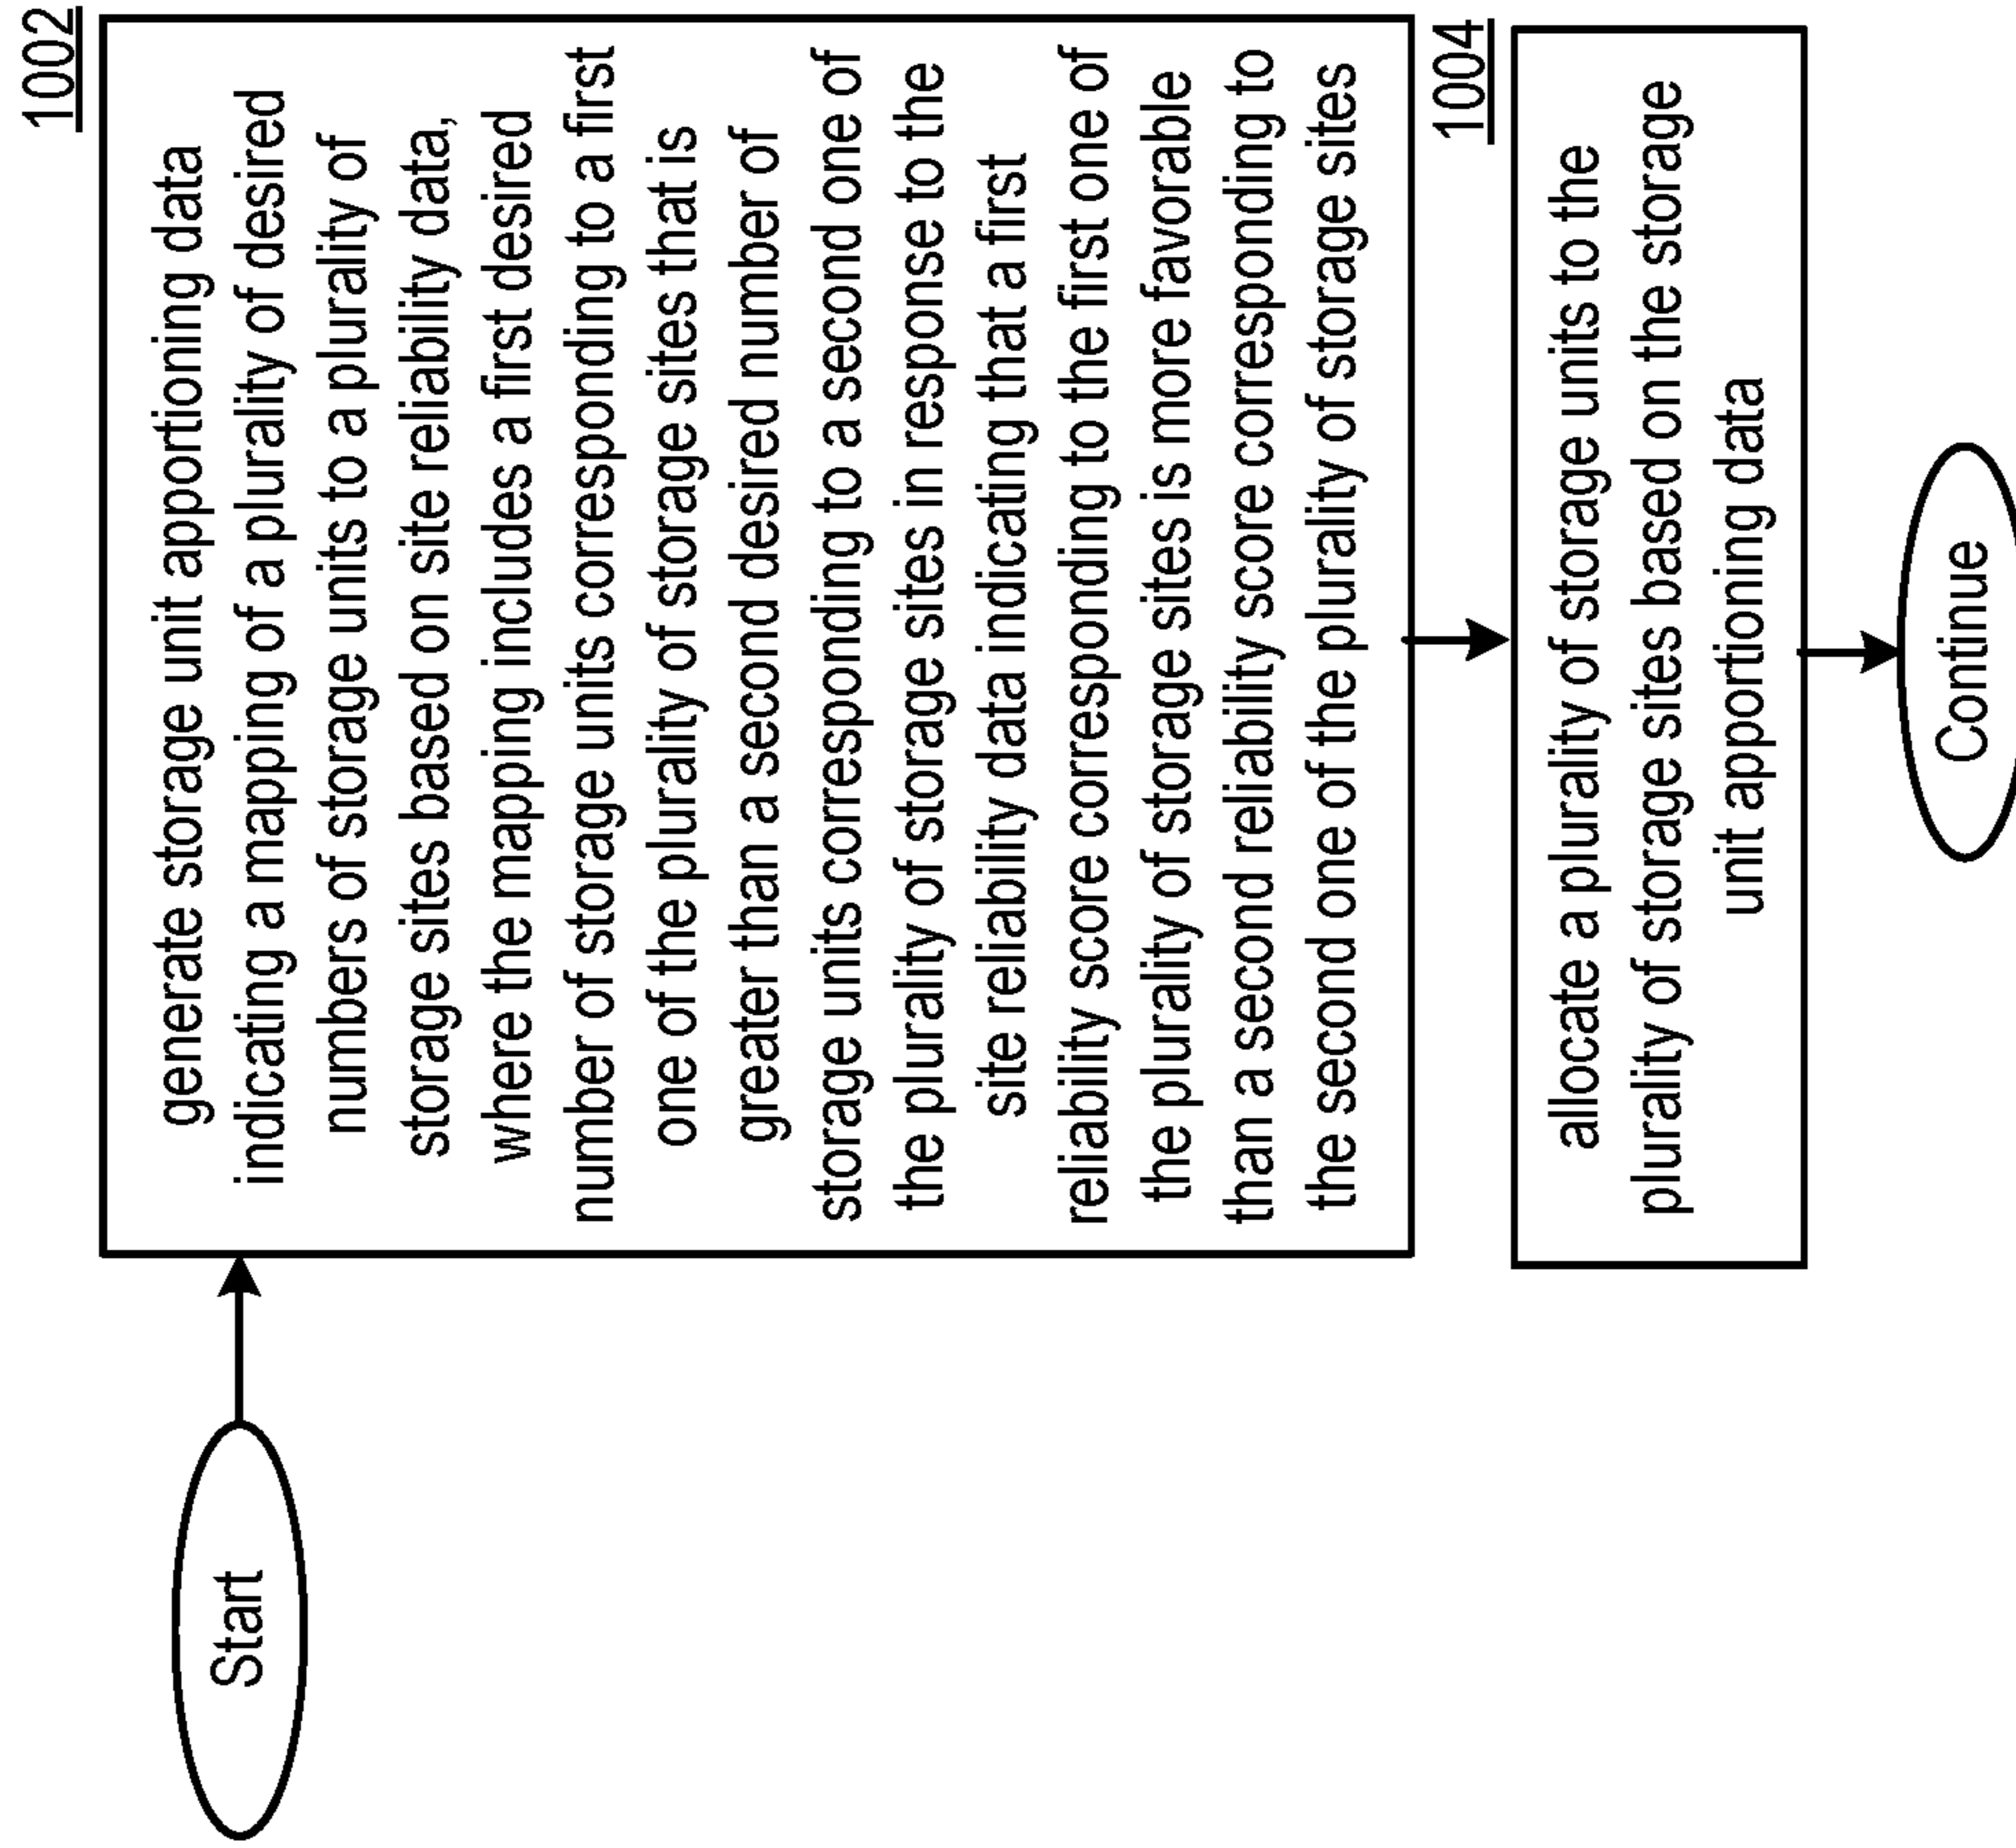 Start
1002
generate storage unit apportioning data
indicating a mapping of a plurality of desired
numbers of storage units to a plurality of
storage sites based on site reliability data,
where the mapping includes a first desired
number of storage units corresponding to a first
one of the plurality of storage sites that is
greater than a second desired number of
storage units corresponding to a second one of
the plurality of storage sites in response to the
site reliability data indicating that a first
reliability score corresponding to the first one of
the plurality of storage sites is more favorable
than a second reliability score corresponding to
the second one of the plurality of storage sites
1004
allocate a plurality of storage units to the
plurality of storage sites based on the storage
unit apportioning data
Continue